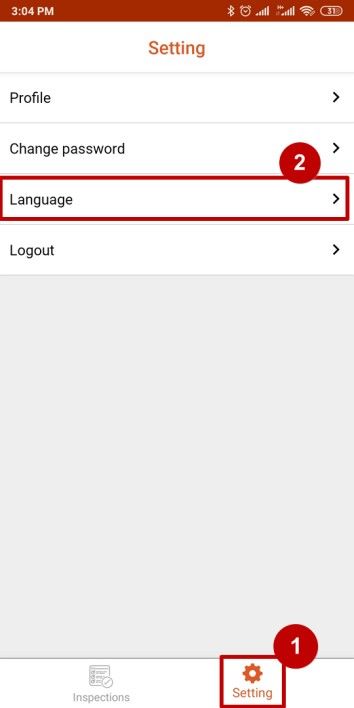 3:04 PM
31
Setting
Profile
Change password
2
Language
Logout
1
Inspections
Setting